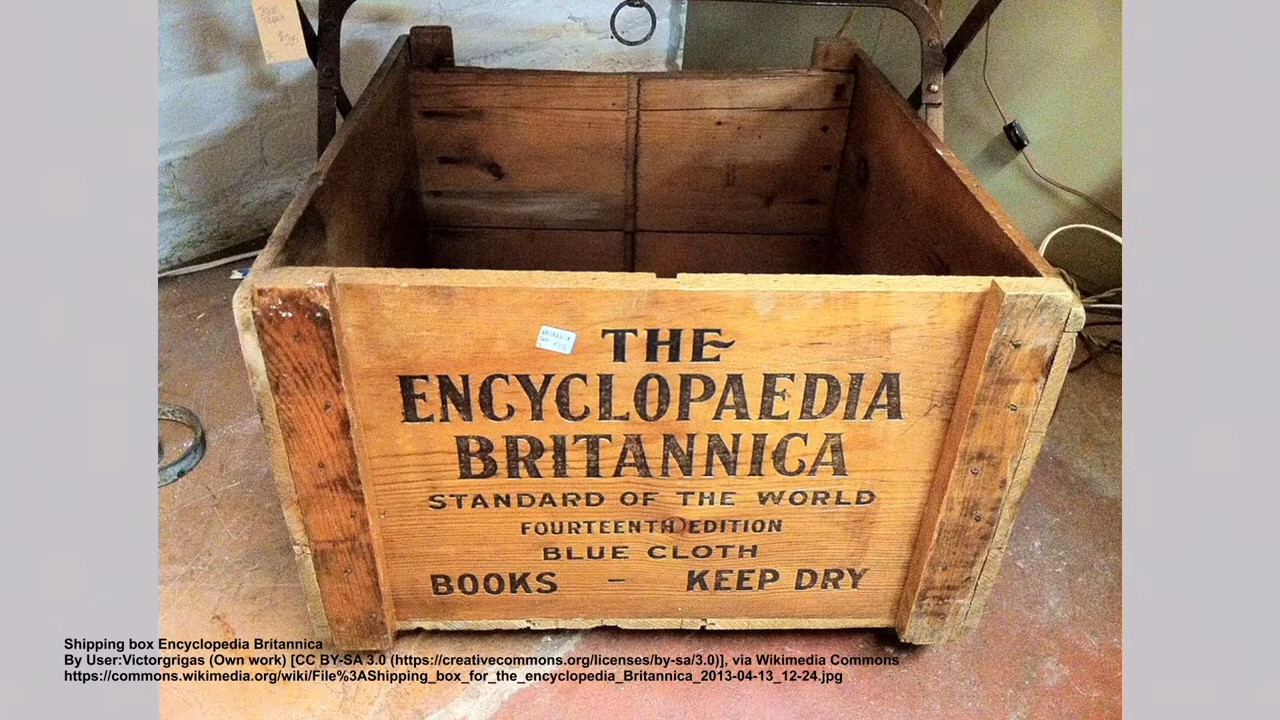 THE
ENCYCLOPAEDIA
BRITANNICA
STANDARD OF THE WORLD
FOURTEENTH EDITION
BLUE CLOTH
BOOKS - KEEP DRY
Shipping box Encyclopedia Britannica
By User:Victorgrigas (Own work) [CC BY-SA 3.0 (https://creativecommons.org/licenses/by-sa/3.0)], via Wikimedia Commons
https://commons.wikimedia.org/wiki/File%3AShipping_box_for_the_encyclopedia_Britannica_2013-04-13_12-24.jpg